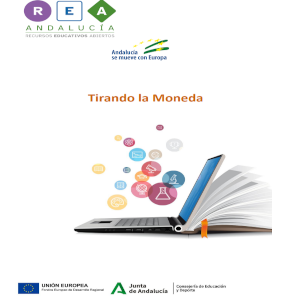 R E A
ANDALUCÍA
RECURSOS EDUCATIVOS ABIERTOS
Andalucía
se mueve con Europa
Tirando la Moneda
UNIÓN EUROPEA
Fondo Europeo de Desarrollo Regional
Junta
de Andalucía
Consejería de Educación
y Deporte